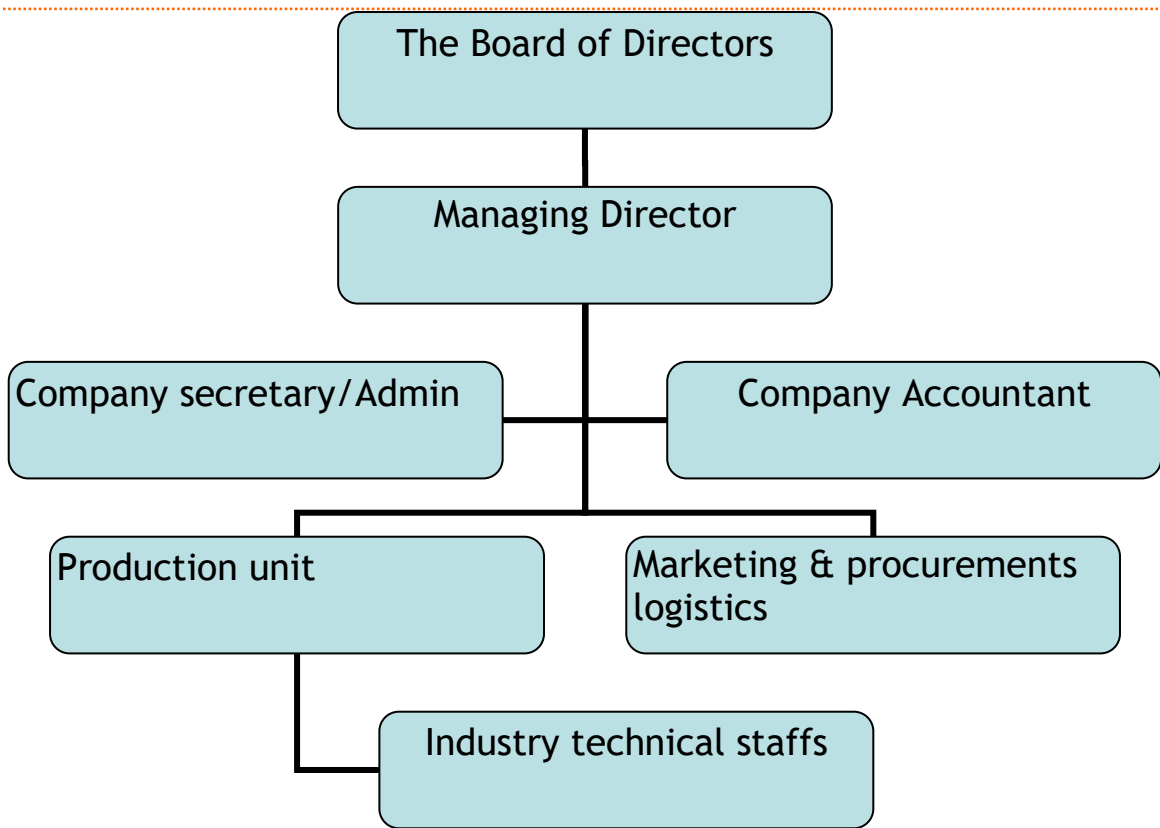 The Board of Directors
Managing Director
Company secretary/Admin
Company Accountant
Production unit
Marketing & procurements
logistics
Industry technical staffs